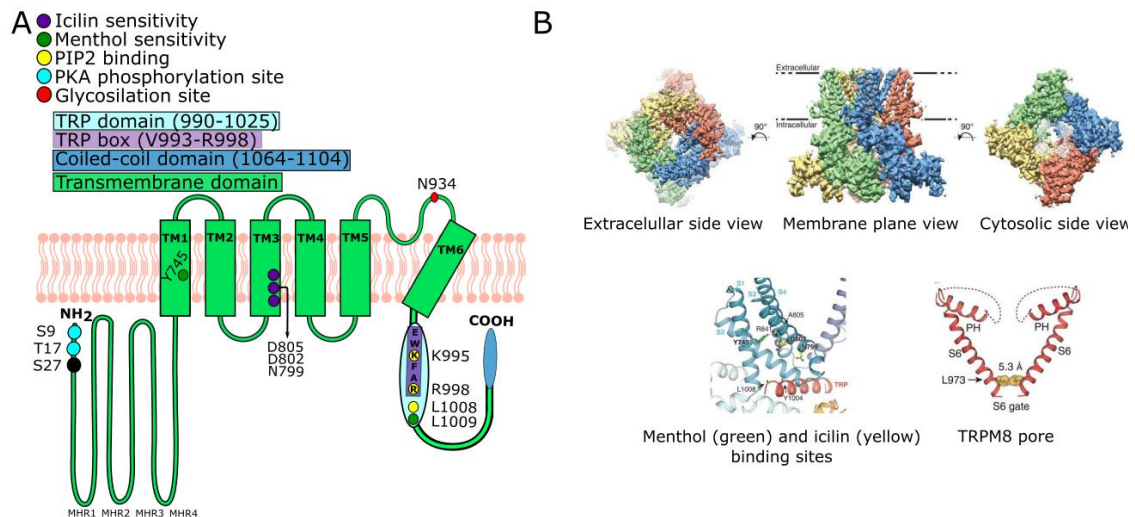 A
Icilin sensitivity
Menthol sensitivity
PIP2 binding
PKA phosphorylation site
Glycosilation site
TRP domain (990-1025)
TRP box (V993-R998)
Coiled-coil domain (1064-1104)
Transmembrane domain
N934
TM1
TM2
TM3
TM4
TM5
TM6
Y745
NH2
S9
T17
S27
D805
D802
N799
COOH
E
W
K
F
A
R
K995
R998
L1008
L1009
MHR1
MHR2
MHR3
MHR4
B
Extracellular
Intracellular
90°
90°
Extracelullar side view
Membrane plane view
Cytosolic side view
S1
S2
S3
S4
A805
R84
Y745
D802
N799
L1008
Y1004
TRP
Menthol (green) and icilin (yellow)
binding sites
PH
PH
S6
S6
5.3 Å
L973
S6 gate
TRPM8 pore